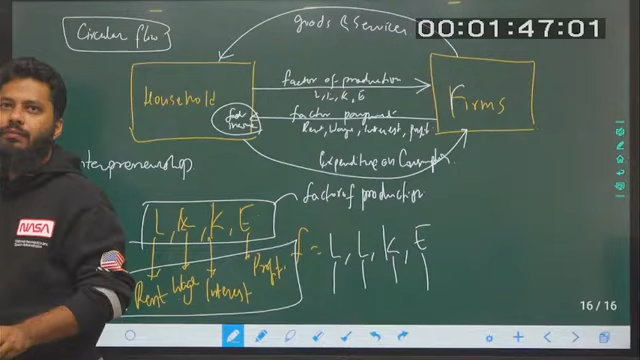 goods & Services
00:01:47:01
Circular flow
factor of production
L, L, K, E
Household
Firms
factor payment
Rent, Wage, Interest, profit
Expenditure on Consumption
Enterpreneurship
factor of production
L, L, K, E
f = L, L, K, E
Rent Wage Interest Profit.
NASA
16/16